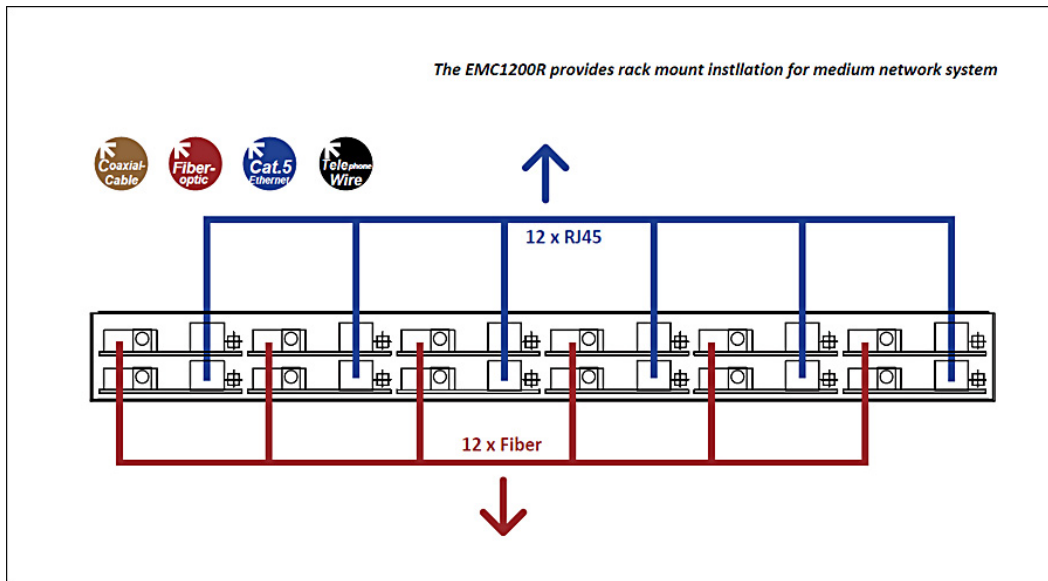 The EMC1200R provides rack mount instllation for medium network system
Coaxial-
Cable
Fiber-
optic
Cat.5
Ethernet
Telephone
Wire
12 x RJ45
12 x Fiber